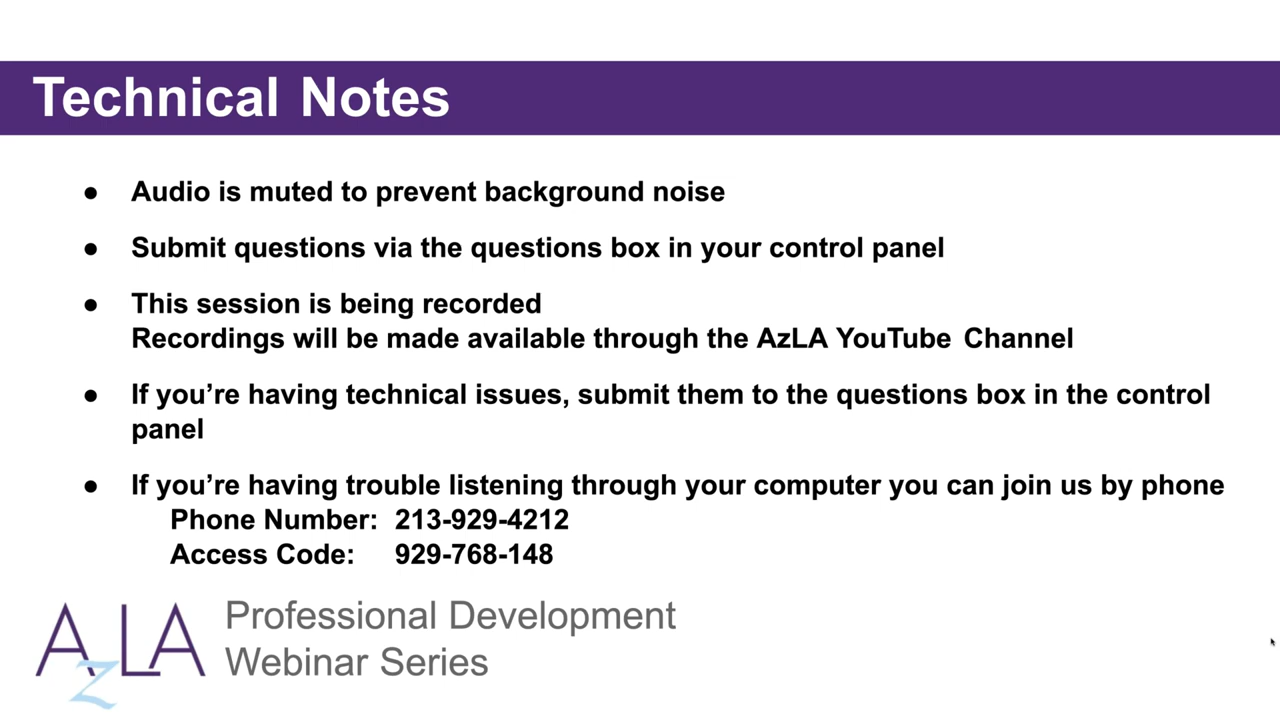 Technical Notes
● Audio is muted to prevent background noise
● Submit questions via the questions box in your control panel
● This session is being recorded
Recordings will be made available through the AzLA YouTube Channel
● If you’re having technical issues, submit them to the questions box in the control
panel
● If you’re having trouble listening through your computer you can join us by phone
Phone Number: 213-929-4212
Access Code: 929-768-148
AzLA
Professional Development
Webinar Series